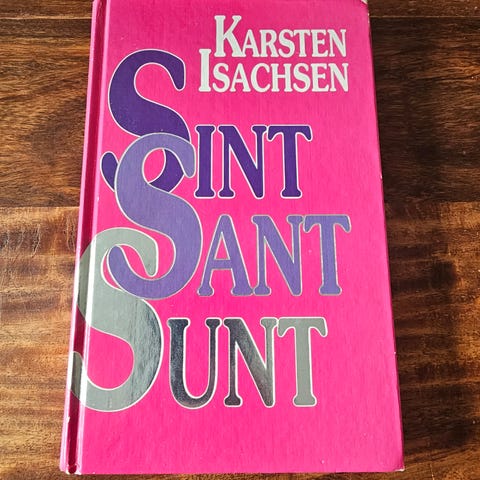 KARSTEN
ISACHSEN
SINT
SANT
SUNT